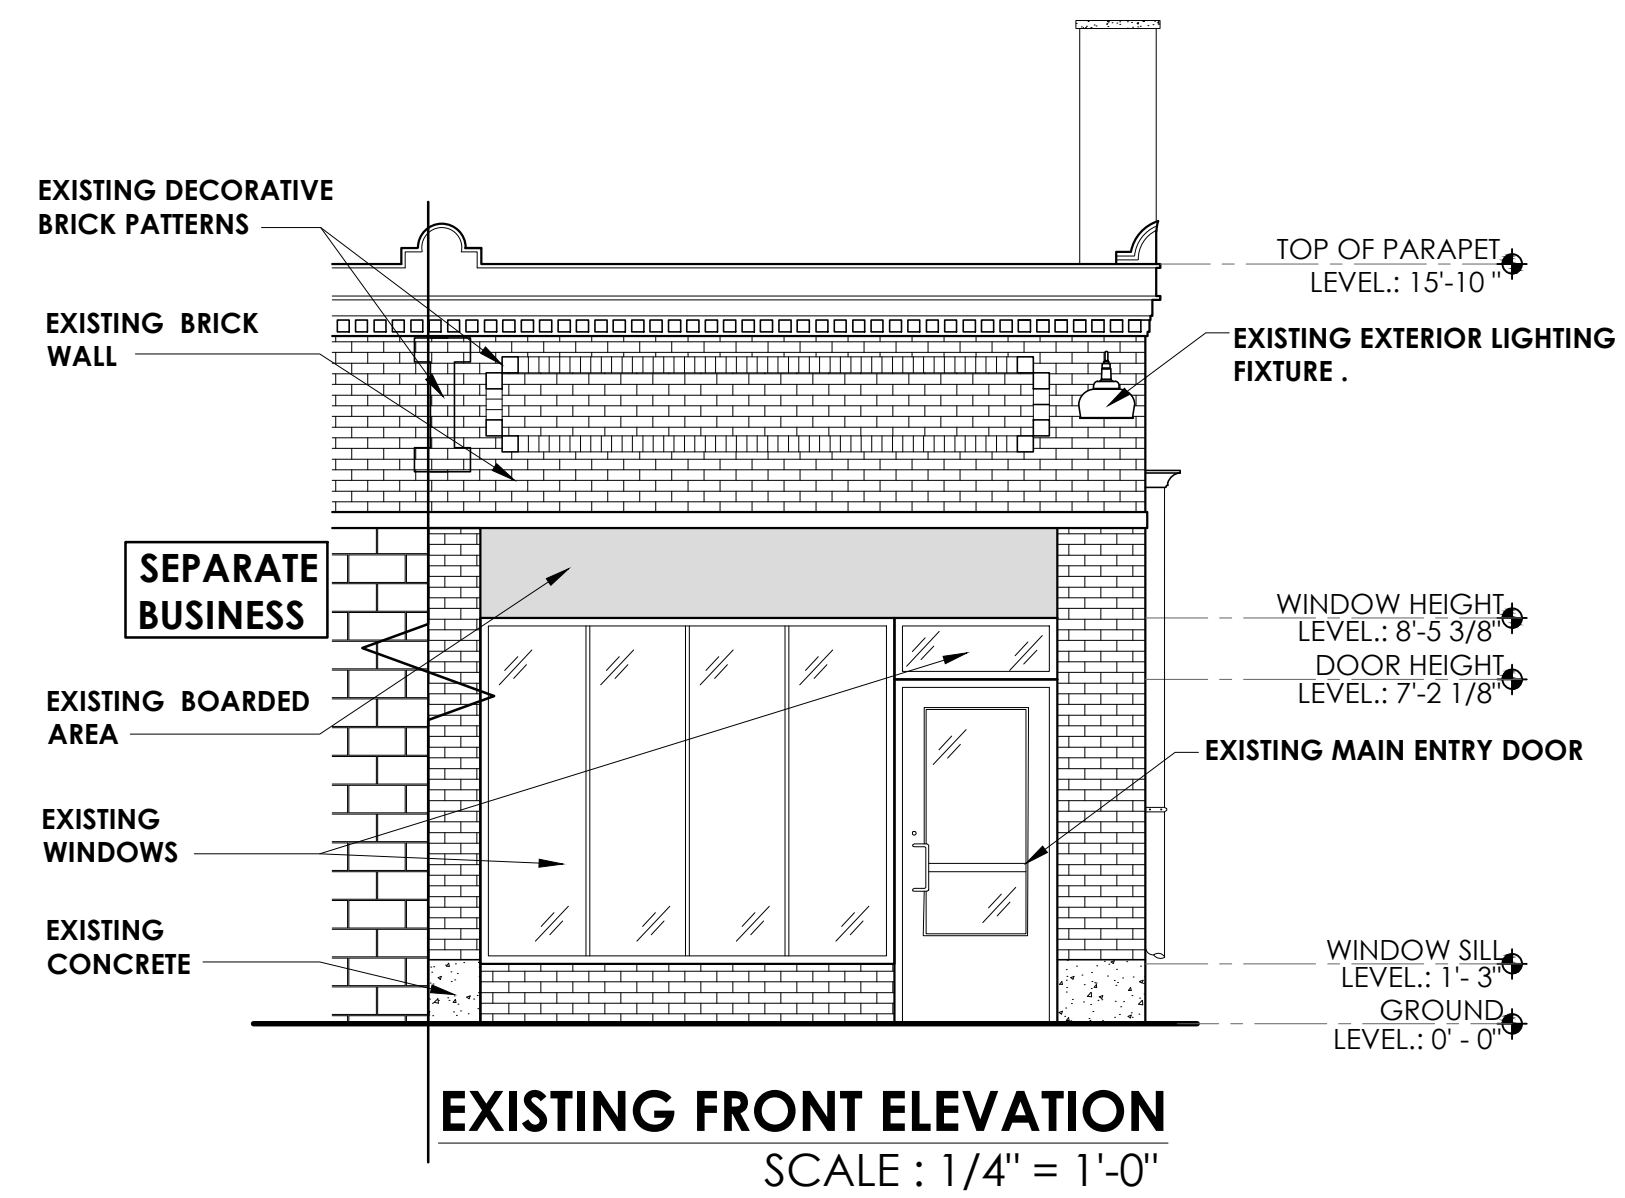 EXISTING DECORATIVE
BRICK PATTERNS
EXISTING BRICK
WALL
SEPARATE
BUSINESS
EXISTING BOARDED
AREA
EXISTING
WINDOWS
EXISTING
CONCRETE
TOP OF PARAPET
LEVEL.: 15'-10 "
EXISTING EXTERIOR LIGHTING
FIXTURE .
WINDOW HEIGHT
LEVEL.: 8'-5 3/8"
DOOR HEIGHT
LEVEL.: 7'-2 1/8"
EXISTING MAIN ENTRY DOOR
WINDOW SILL
LEVEL.: 1'- 3"
GROUND
LEVEL.: 0' - 0"
EXISTING FRONT ELEVATION
SCALE : 1/4" = 1'-0"